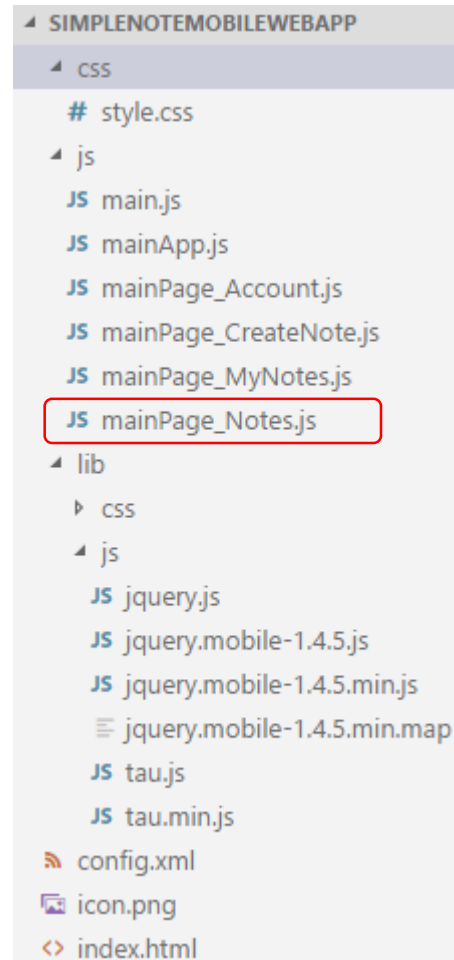 SIMPLENOTEMOBILEWEBAPP
css
# style.css
js
JS main.js
JS mainApp.js
JS mainPage_Account.js
JS mainPage_CreateNote.js
JS mainPage_MyNotes.js
JS mainPage_Notes.js
lib
css
js
JS jquery.js
JS jquery.mobile-1.4.5.js
JS jquery.mobile-1.4.5.min.js
jquery.mobile-1.4.5.min.map
JS tau.js
JS tau.min.js
config.xml
icon.png
<> index.html